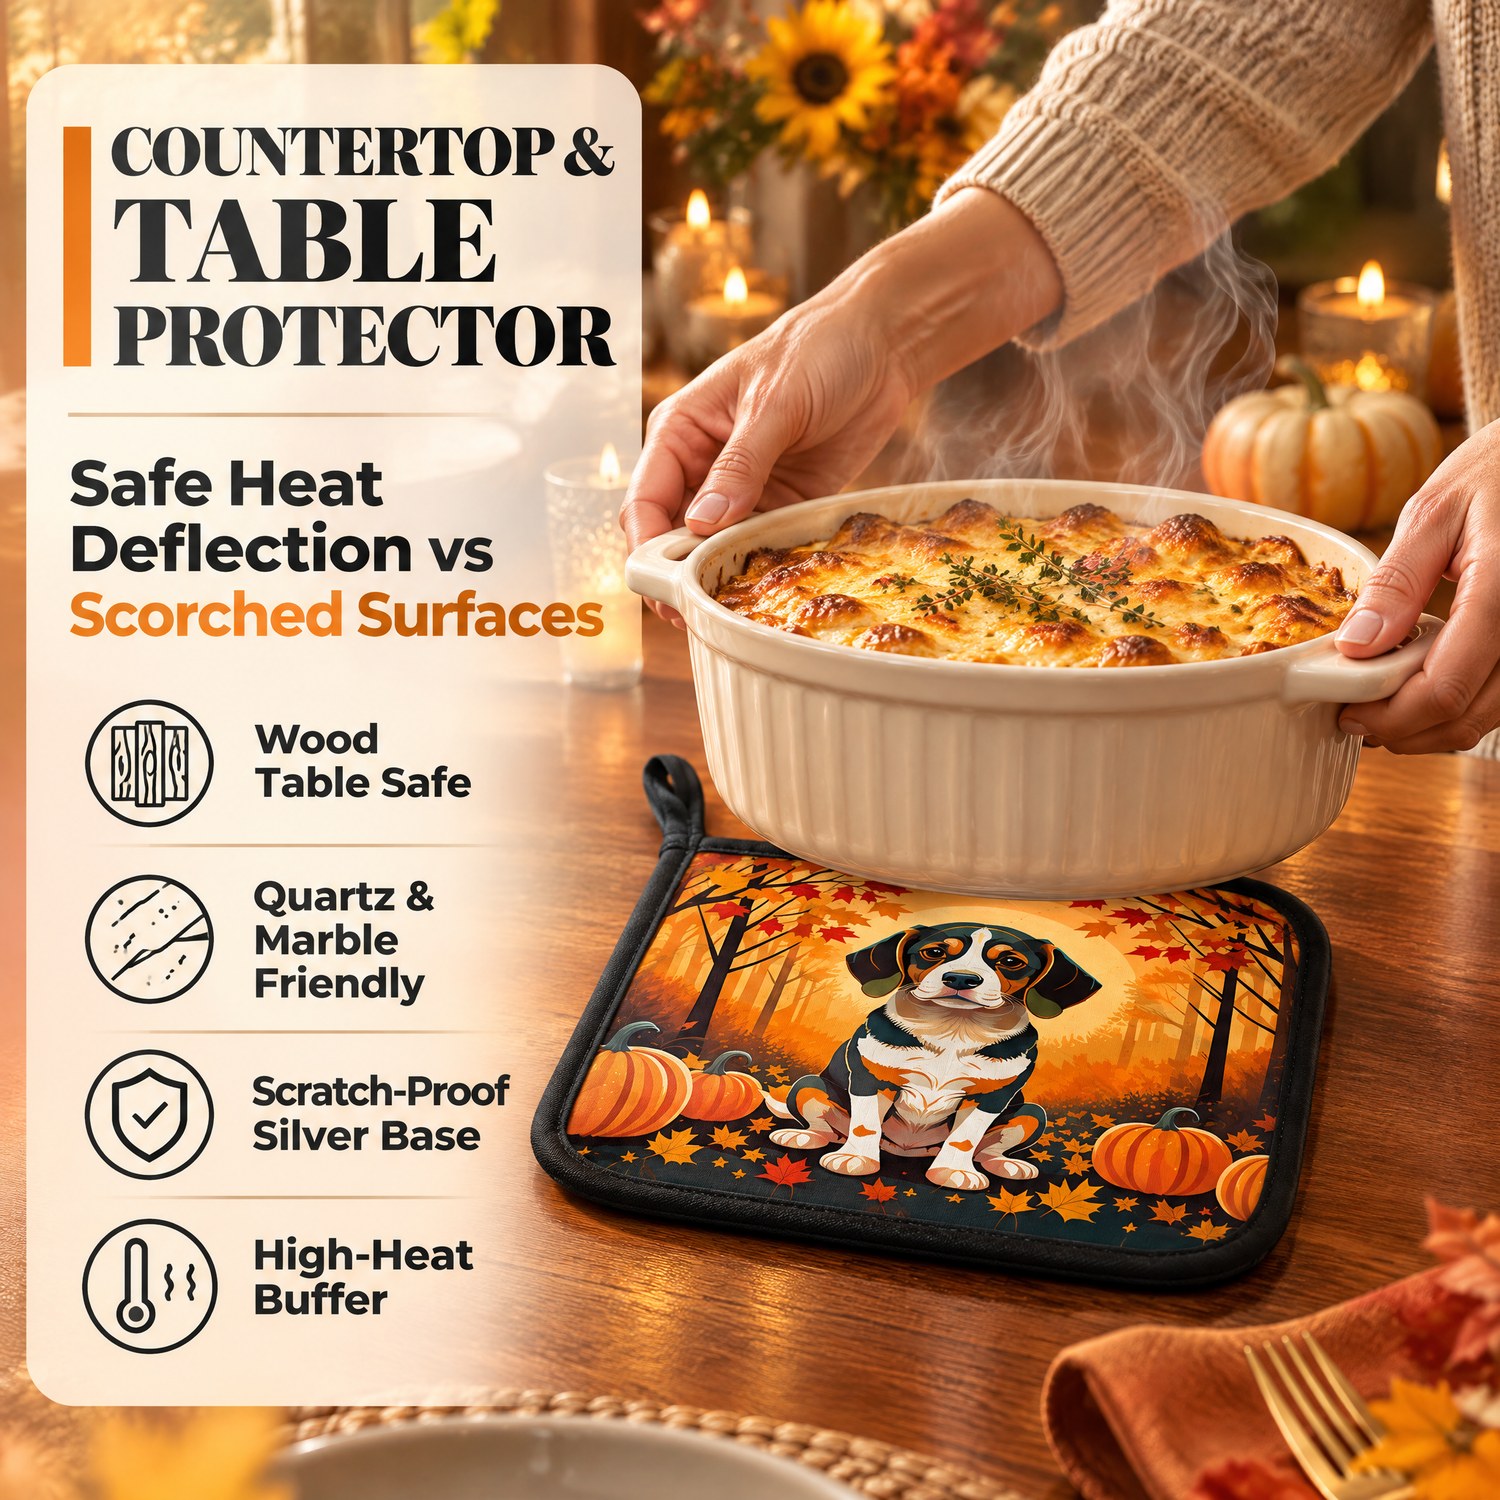 COUNTERTOP &
TABLE
PROTECTOR
Safe Heat
Deflection vs
Scorched Surfaces
Wood
Table Safe
Quartz &
Marble
Friendly
Scratch-Proof
Silver Base
High-Heat
Buffer